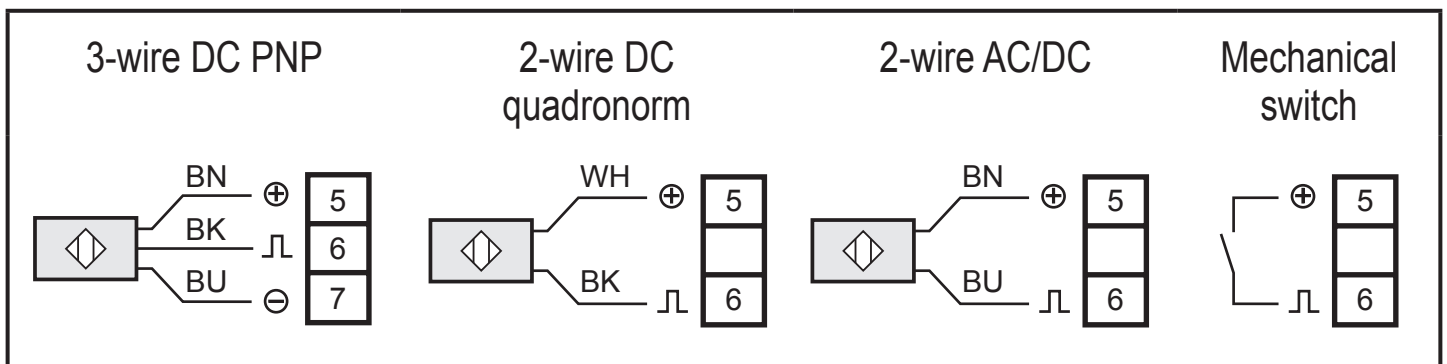 3-wire DC PNP
BN ⊕ 5
BK ⎍ 6
BU ⊖ 7
2-wire DC
quadronorm
WH ⊕ 5
BK ⎍ 6
2-wire AC/DC
BN ⊕ 5
BU ⎍ 6
Mechanical
switch
⊕ 5
⎍ 6